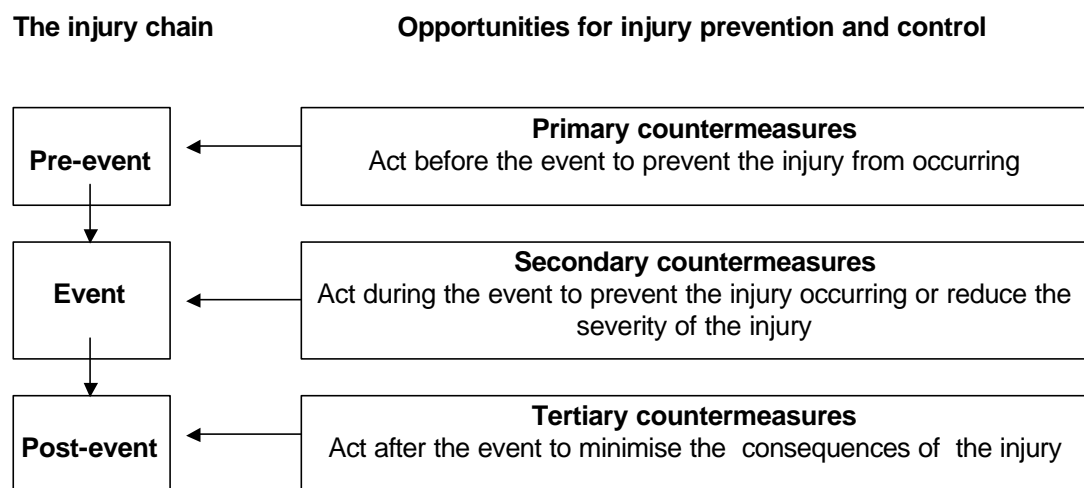 The injury chain
Opportunities for injury prevention and control
Pre-event
Primary countermeasures
Act before the event to prevent the injury from occurring
Event
Secondary countermeasures
Act during the event to prevent the injury occurring or reduce the
severity of the injury
Post-event
Tertiary countermeasures
Act after the event to minimise the consequences of the injury